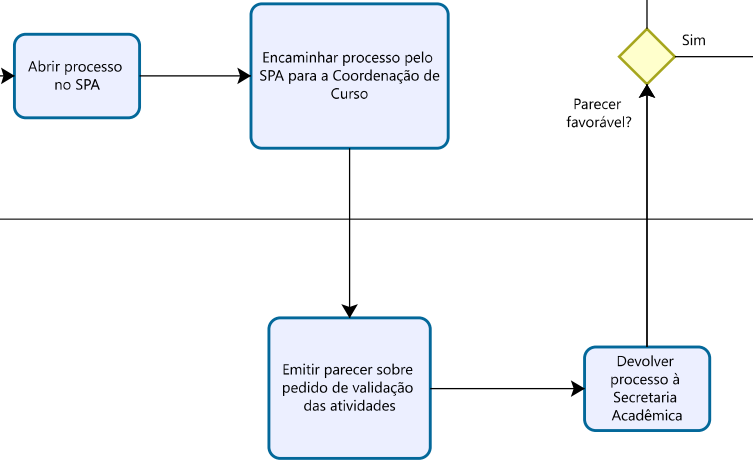 Abrir processo
no SPA
Encaminhar processo pelo
SPA para a Coordenação de
Curso
Sim
Parecer
favorável?
Emitir parecer sobre
pedido de validação
das atividades
Devolver
processo à
Secretaria
Acadêmica